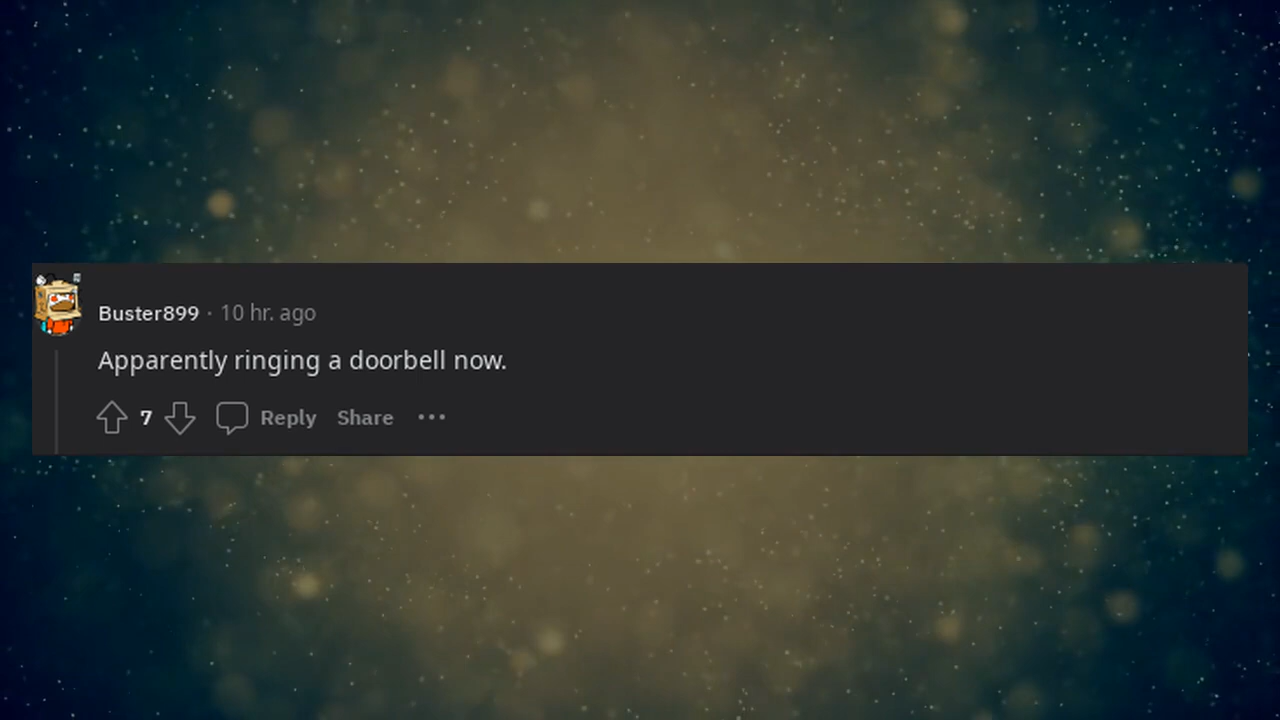 Buster899 · 10 hr. ago
Apparently ringing a doorbell now.
7 Reply Share ...